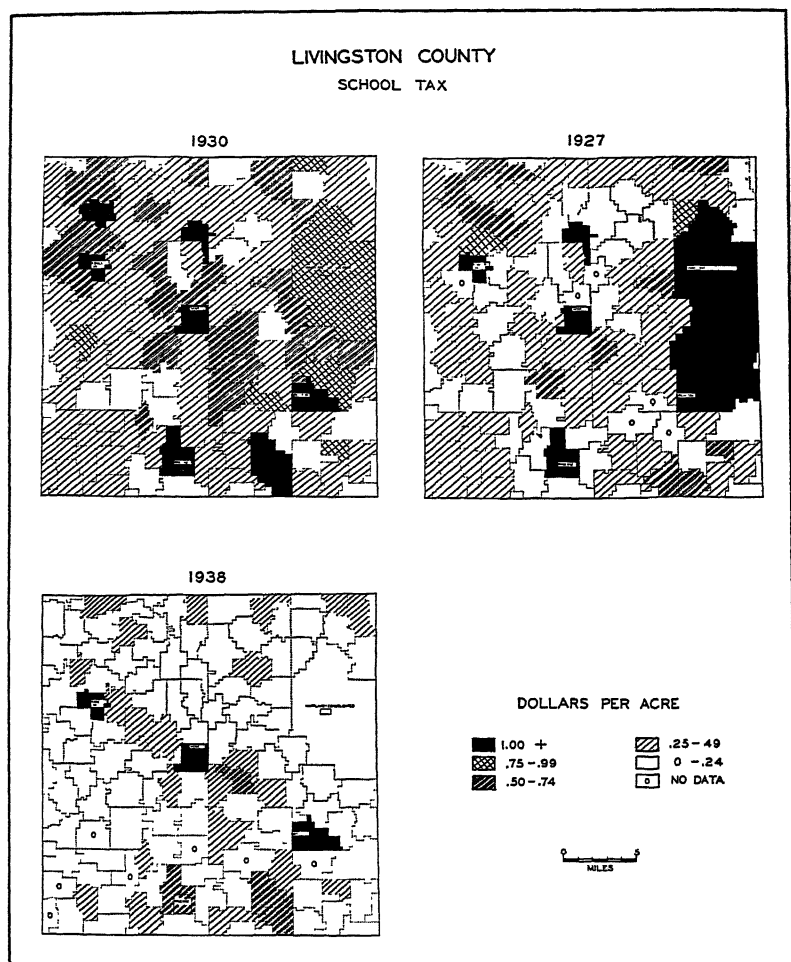 LIVINGSTON COUNTY
SCHOOL TAX
1930
1927
1938
DOLLARS PER ACRE
1.00 +
.75-.99
.50-.74
.25-49
0 -.24
NO DATA
0 5
MILES